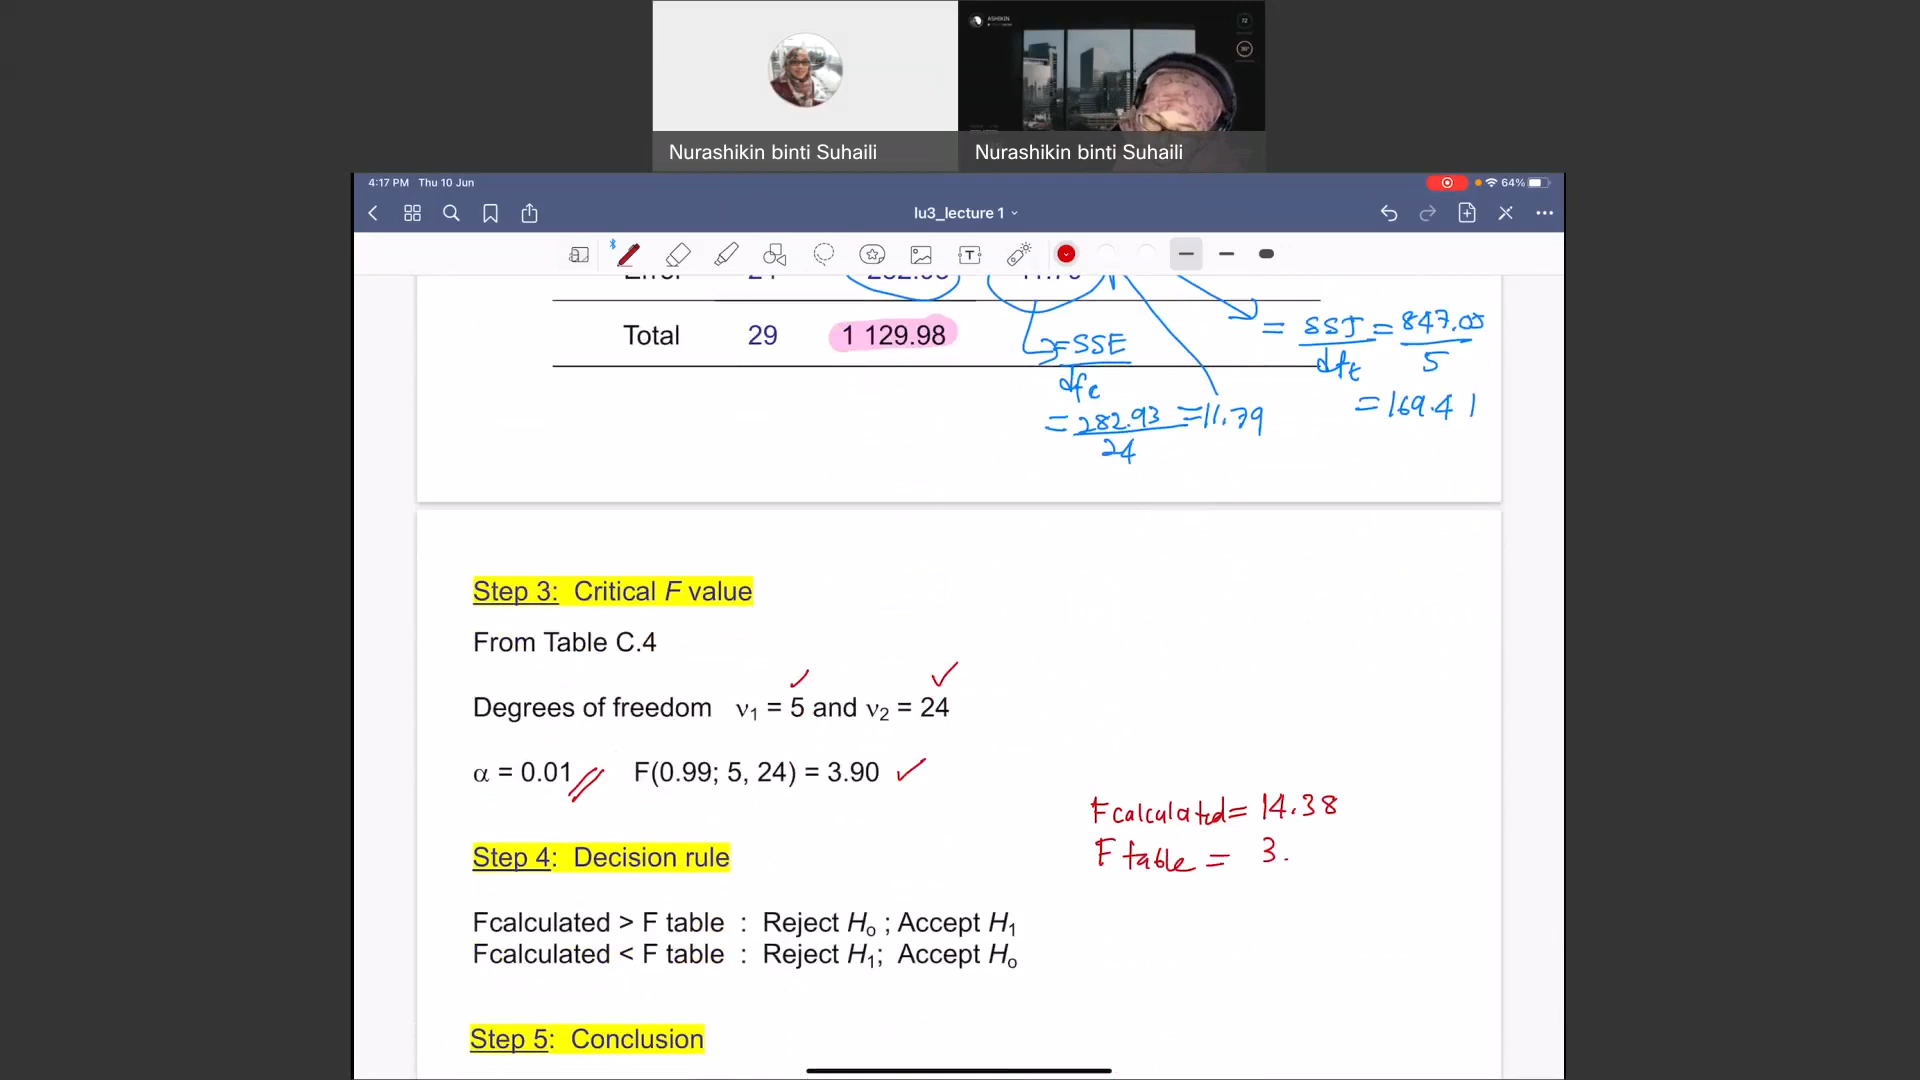 ASHIKIN
72
Nurashikin binti Suhaili
Nurashikin binti Suhaili
4:17 PM Thu 10 Jun
64%
lu3_lecture 1
T
Total 29 1 129.98
= SSE
dfe
= 282.93 = 11.79
24
= SST = 847.05
dft 5
= 169.41
Step 3: Critical F value
From Table C.4
Degrees of freedom ν1 = 5 and ν2 = 24
α = 0.01 F(0.99; 5, 24) = 3.90
Fcalculated = 14.38
F table = 3.
Step 4: Decision rule
Fcalculated > F table : Reject Ho ; Accept H1
Fcalculated < F table : Reject H1; Accept Ho
Step 5: Conclusion